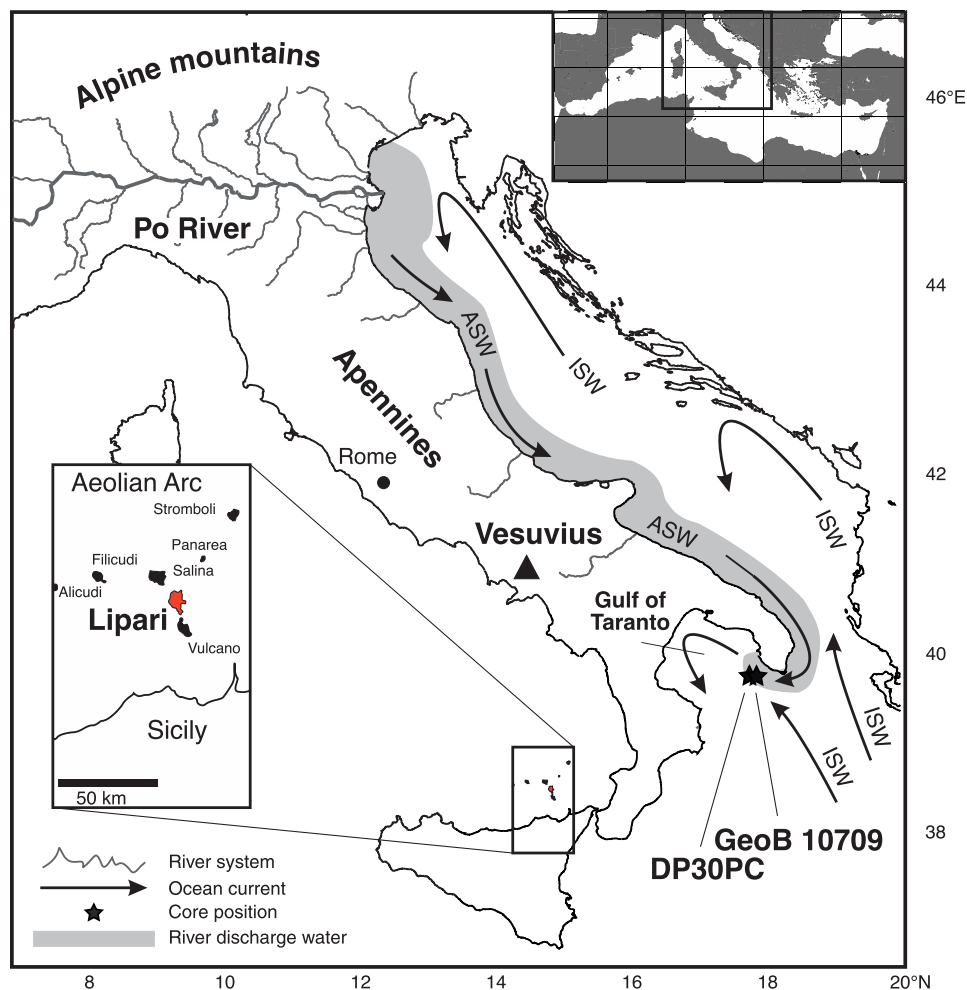 Alpine mountains
46°E
Po River
44
ASW
ISW
Apennines
Rome
42
Aeolian Arc
Stromboli
ISW
Vesuvius
ASW
Panarea
Filicudi
Salina
Alicudi
Gulf of
Taranto
Lipari
Vulcano
40
Sicily
ISW
ISW
50 km
38
GeoB 10709
DP30PC
River system
Ocean current
Core position
River discharge water
8
10
12
14
16
18
20°N